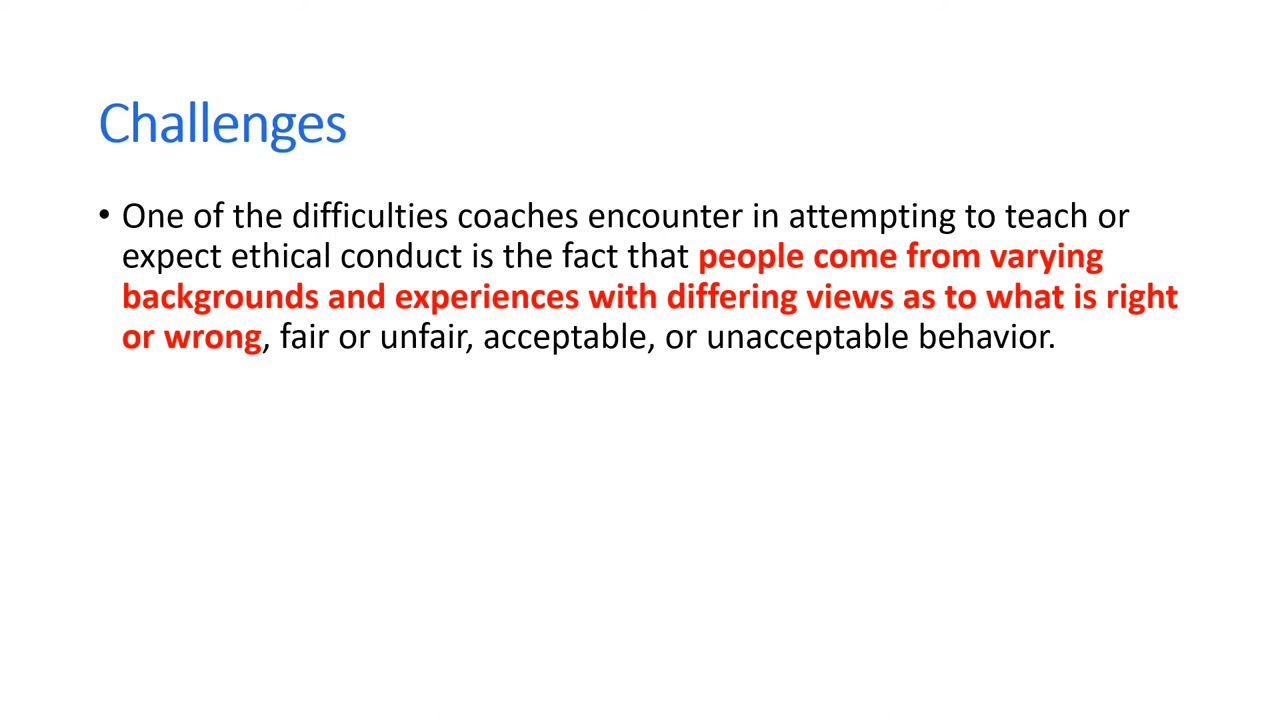 Challenges
• One of the difficulties coaches encounter in attempting to teach or
expect ethical conduct is the fact that people come from varying
backgrounds and experiences with differing views as to what is right
or wrong, fair or unfair, acceptable, or unacceptable behavior.